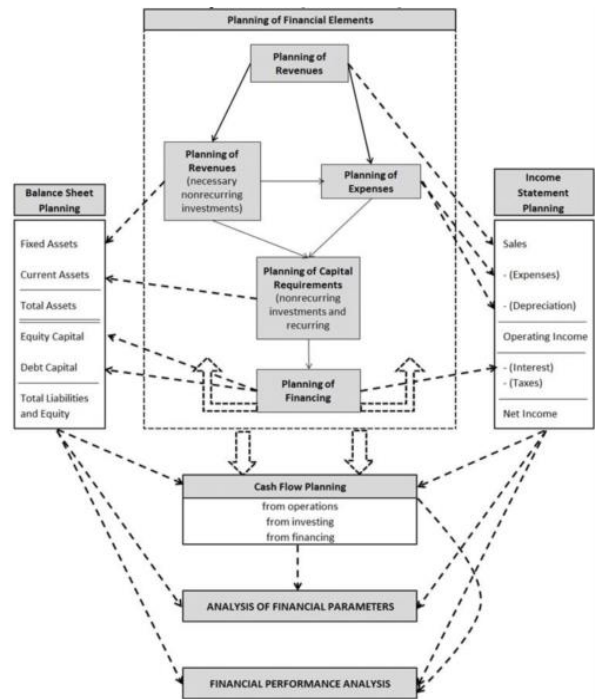 Planning of Financial Elements
Planning of
Revenues
Planning of
Revenues
(necessary
nonrecurring
investments)
Planning of
Expenses
Planning of Capital
Requirements
(nonrecurring
investments and
recurring
Planning of
Financing
Balance Sheet
Planning
Fixed Assets
Current Assets
Total Assets
Equity Capital
Debt Capital
Total Liabilities
and Equity
Income
Statement
Planning
Sales
- (Expenses)
- (Depreciation)
Operating Income
- (Interest)
- (Taxes)
Net Income
Cash Flow Planning
from operations
from investing
from financing
ANALYSIS OF FINANCIAL PARAMETERS
FINANCIAL PERFORMANCE ANALYSIS